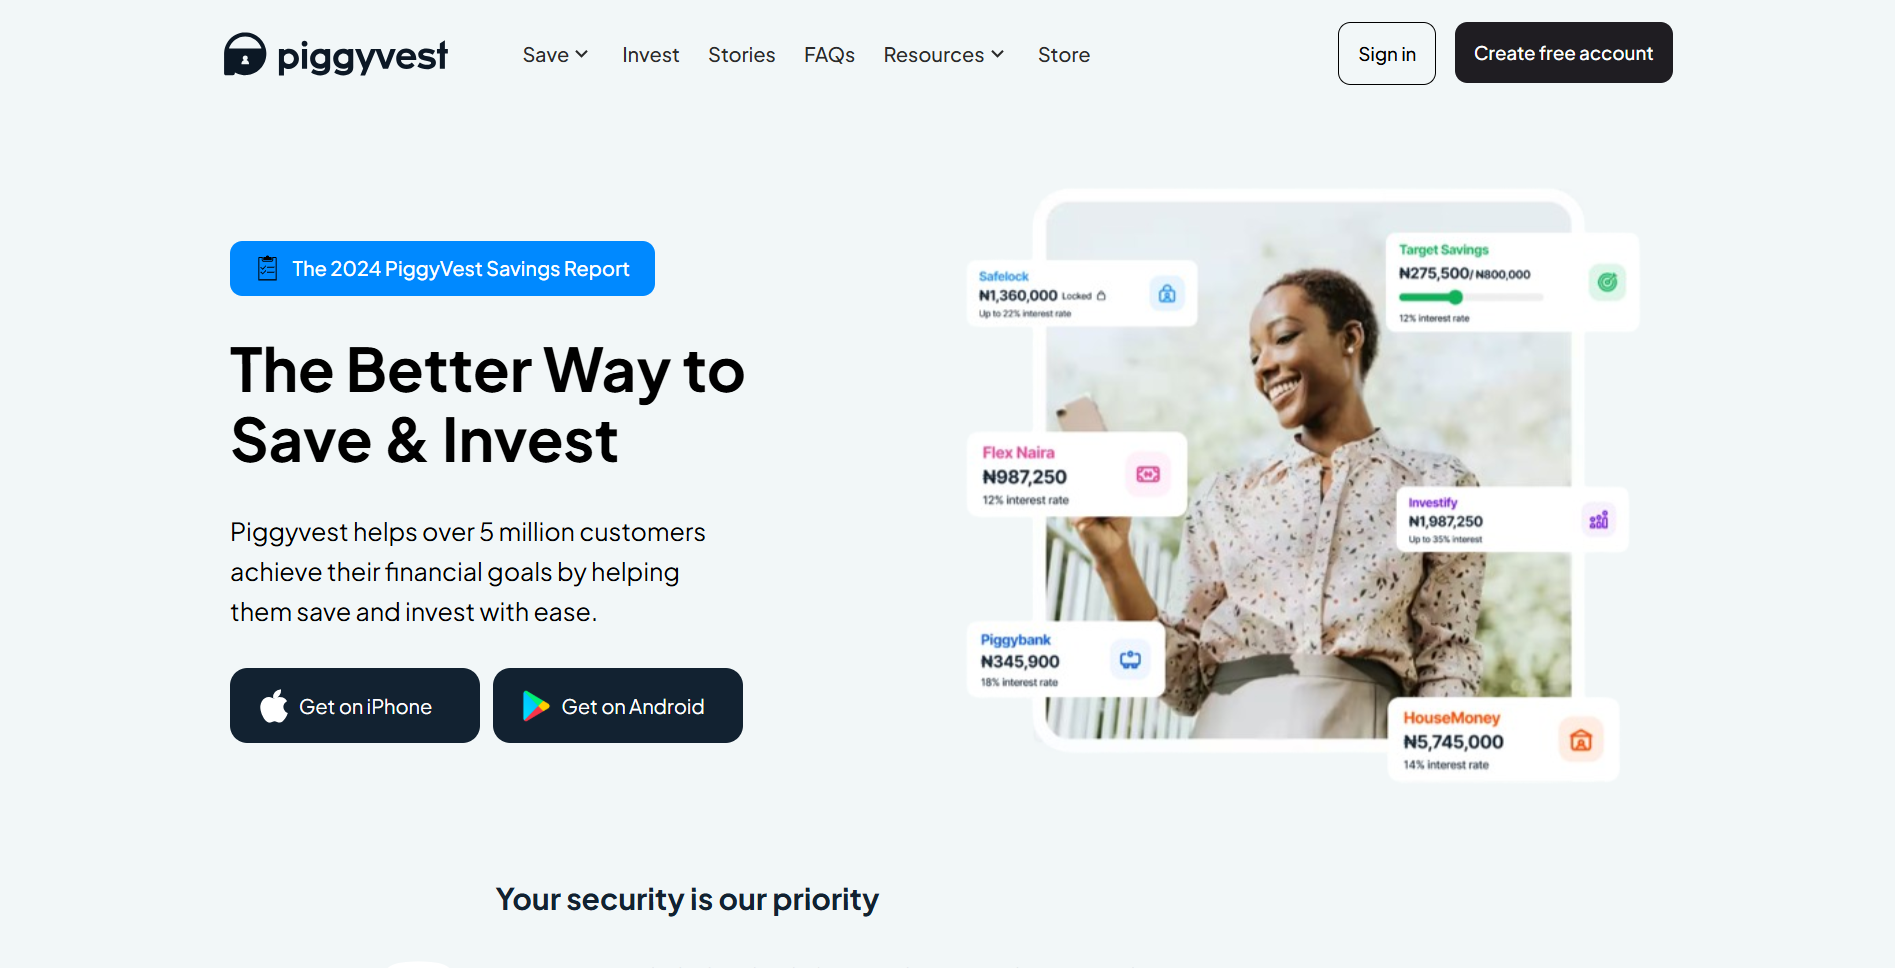 piggyvest
Save
Invest
Stories
FAQs
Resources
Store
Sign in
Create free account
The 2024 PiggyVest Savings Report
The Better Way to
Save & Invest
Piggyvest helps over 5 million customers
achieve their financial goals by helping
them save and invest with ease.
Get on iPhone
Get on Android
Safelock
₦1,360,000 Locked
Up to 22% interest rate
Target Savings
₦275,500/ ₦800,000
12% interest rate
Flex Naira
₦987,250
12% interest rate
Investify
₦1,987,250
Up to 35% interest
Piggybank
₦345,900
18% interest rate
HouseMoney
₦5,745,000
14% interest rate
Your security is our priority